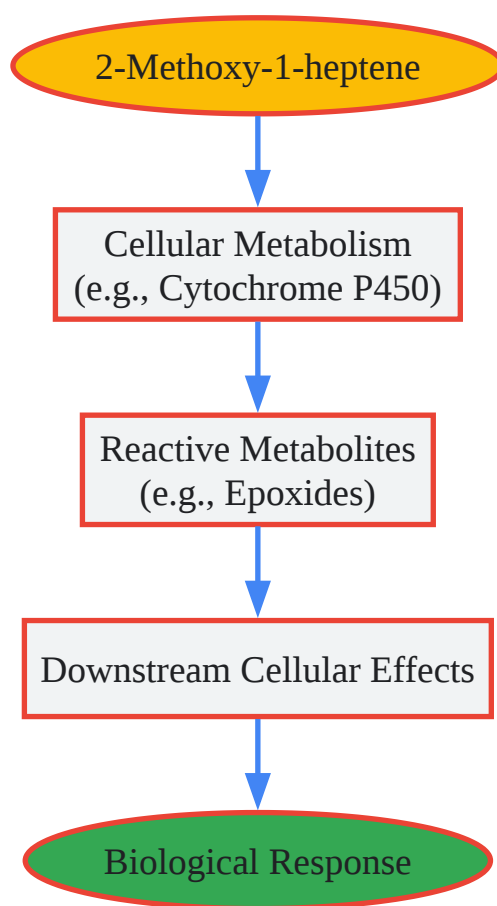 2-Methoxy-1-heptene
Cellular Metabolism
(e.g., Cytochrome P450)
Reactive Metabolites
(e.g., Epoxides)
Downstream Cellular Effects
Biological Response